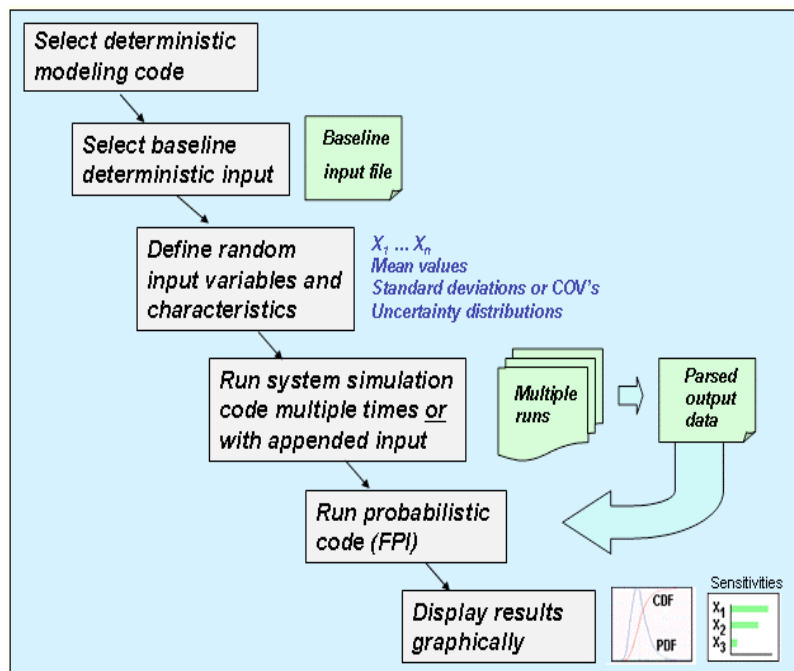 Select deterministic
modeling code
Select baseline
deterministic input
Baseline
input file
Define random
input variables and
characteristics
X₁ ... Xₙ
Mean values
Standard deviations or COV's
Uncertainty distributions
Run system simulation
code multiple times or
with appended input
Multiple
runs
Parsed
output
data
Run probabilistic
code (FPI)
Display results
graphically
CDF
PDF
Sensitivities
X₁
X₂
X₃